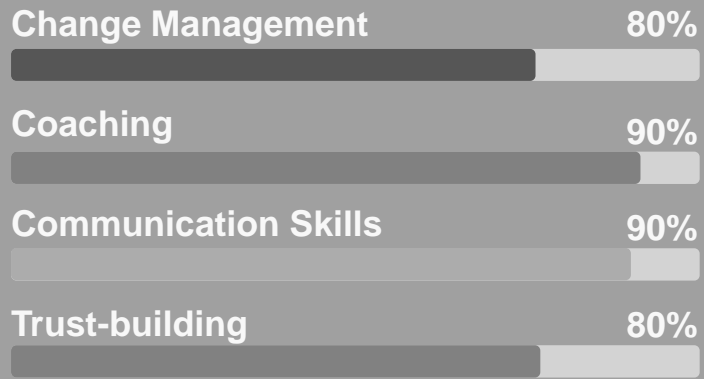 Change Management 80%
Coaching 90%
Communication Skills 90%
Trust-building 80%